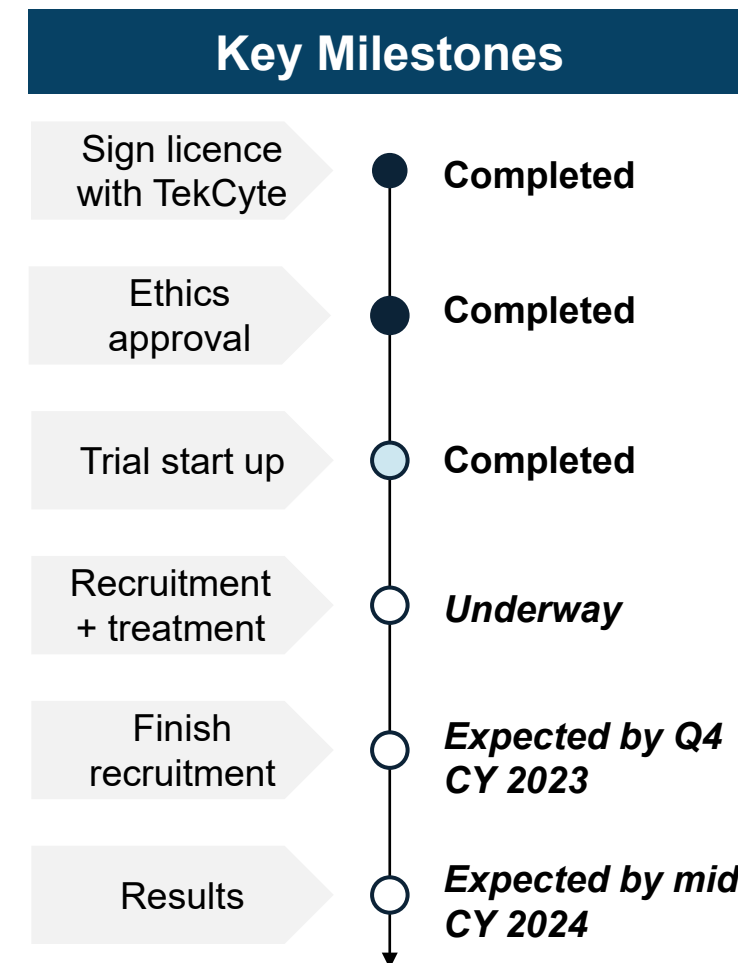 Key Milestones
Sign licence
with TekCyte
Completed
Ethics
approval
Completed
Trial start up
Completed
Recruitment
+ treatment
Underway
Finish
recruitment
Expected by Q4
CY 2023
Results
Expected by mid
CY 2024